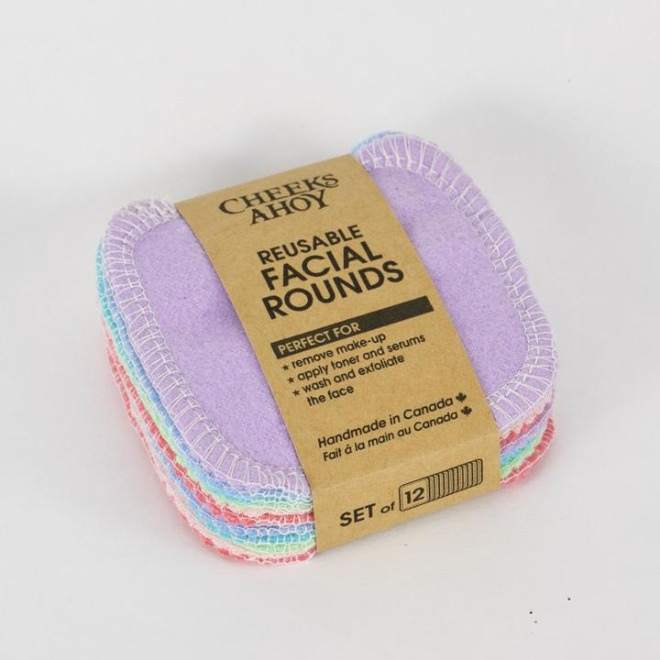 CHEEKS
AHOY
REUSABLE
FACIAL
ROUNDS
PERFECT FOR
★ remove make-up
★ apply toner and serums
★ wash and exfoliate
the face
Handmade in Canada
Fait á la main au Canada
SET of 12